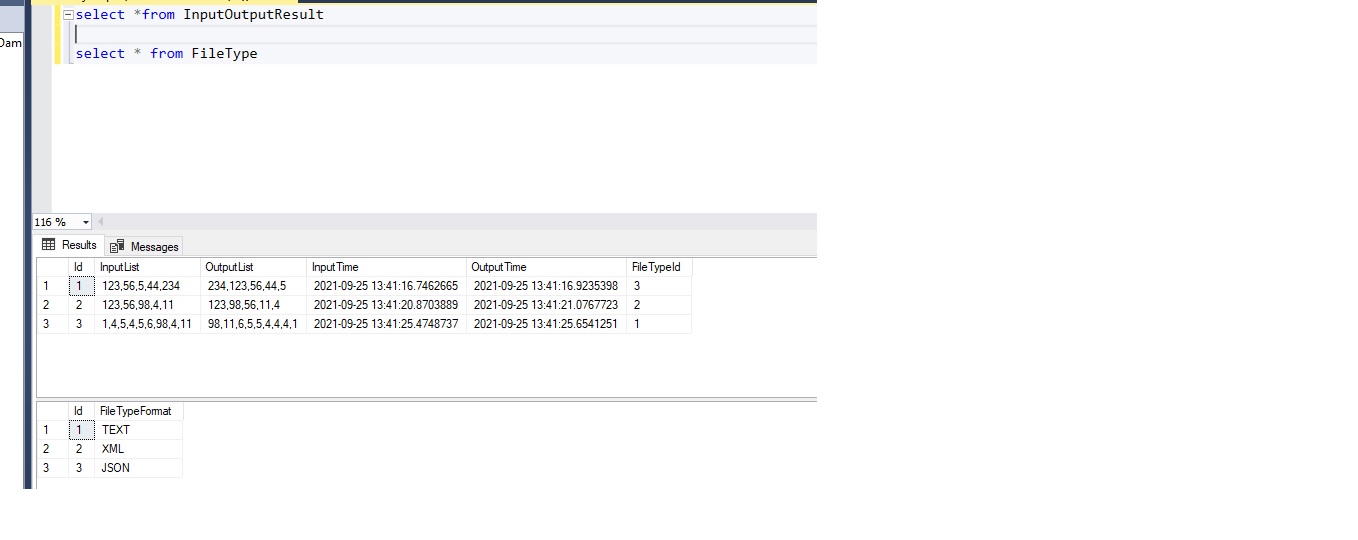 select *from InputOutputResult
Dam
select * from FileType
116 %
Results Messages
Id InputList OutputList InputTime OutputTime FileTypeId
1 1 123,56,5,44,234 234,123,56,44,5 2021-09-25 13:41:16.7462665 2021-09-25 13:41:16.9235398 3
2 2 123,56,98,4,11 123,98,56,11,4 2021-09-25 13:41:20.8703889 2021-09-25 13:41:21.0767723 2
3 3 1,4,5,4,5,6,98,4,11 98,11,6,5,5,4,4,4,1 2021-09-25 13:41:25.4748737 2021-09-25 13:41:25.6541251 1
Id FileTypeFormat
1 1 TEXT
2 2 XML
3 3 JSON